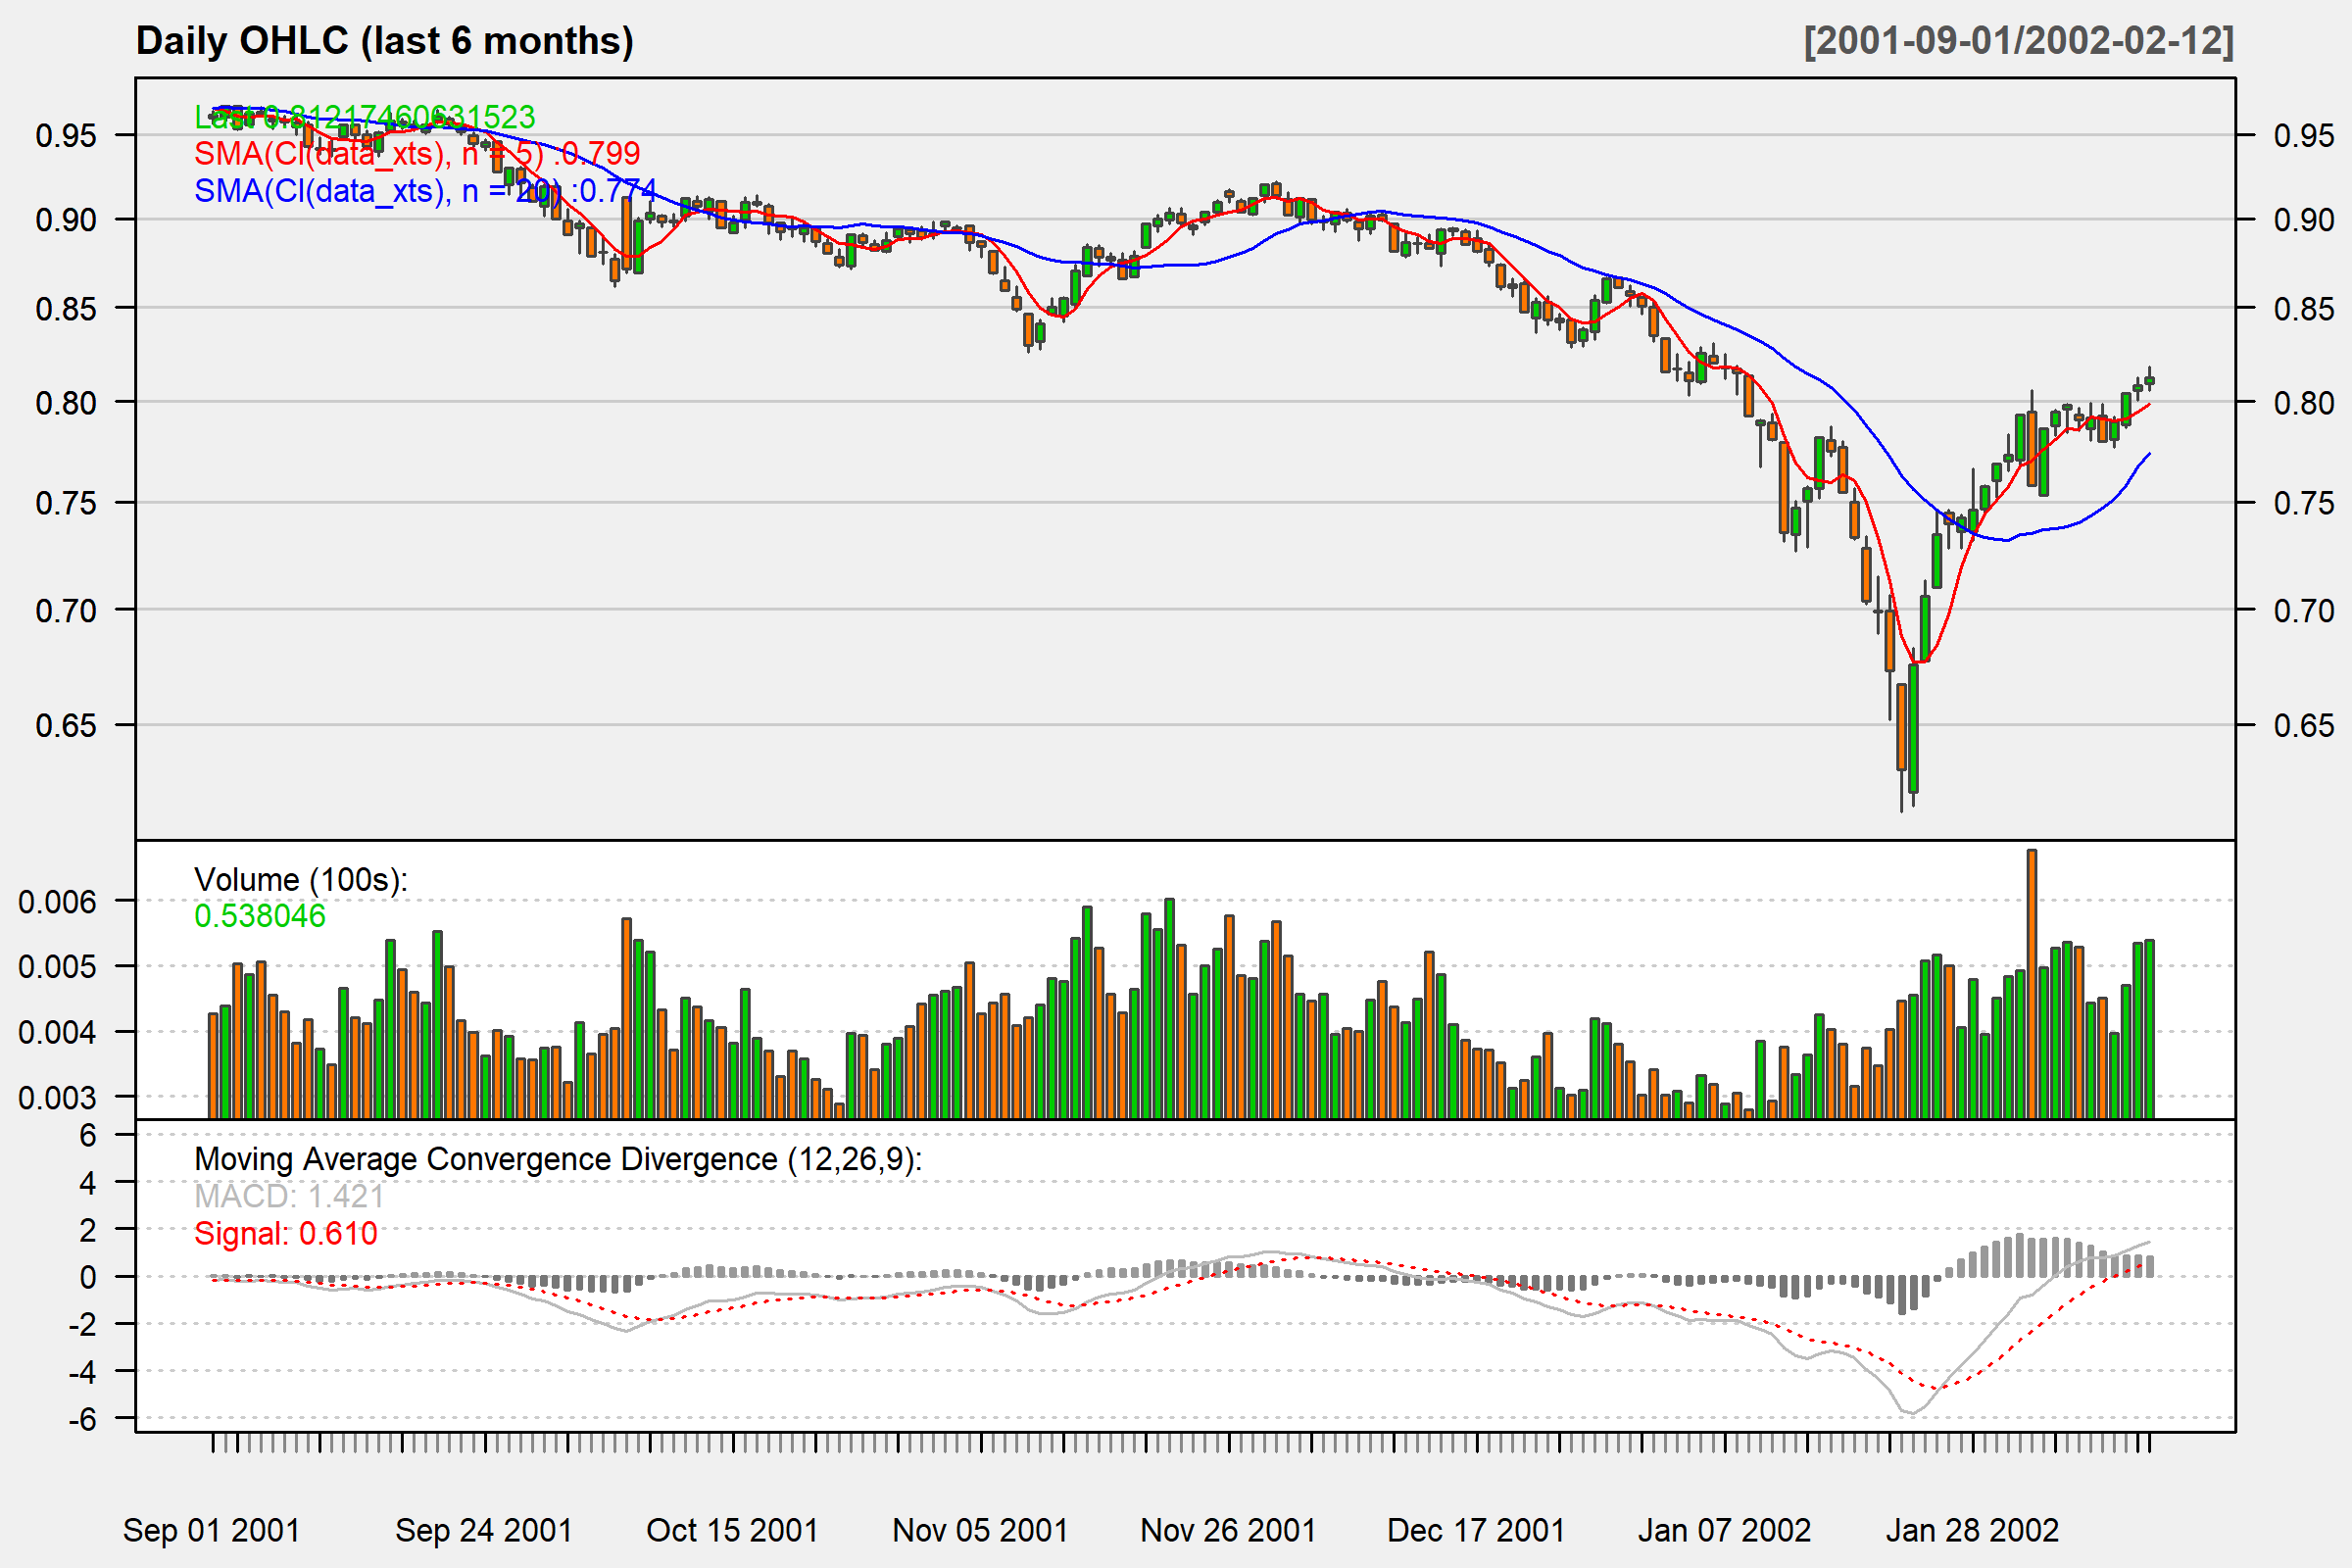 Daily OHLC (last 6 months) [2001-09-01/2002-02-12]
Last 0.81217460631523
SMA(Cl(data_xts), n = 5) :0.799
SMA(Cl(data_xts), n = 20) :0.774
0.95 0.95
0.90 0.90
0.85 0.85
0.80 0.80
0.75 0.75
0.70 0.70
0.65 0.65
Volume (100s):
0.538046
0.006
0.005
0.004
0.003
Moving Average Convergence Divergence (12,26,9):
MACD: 1.421
Signal: 0.610
6
4
2
0
-2
-4
-6
Sep 01 2001 Sep 24 2001 Oct 15 2001 Nov 05 2001 Nov 26 2001 Dec 17 2001 Jan 07 2002 Jan 28 2002